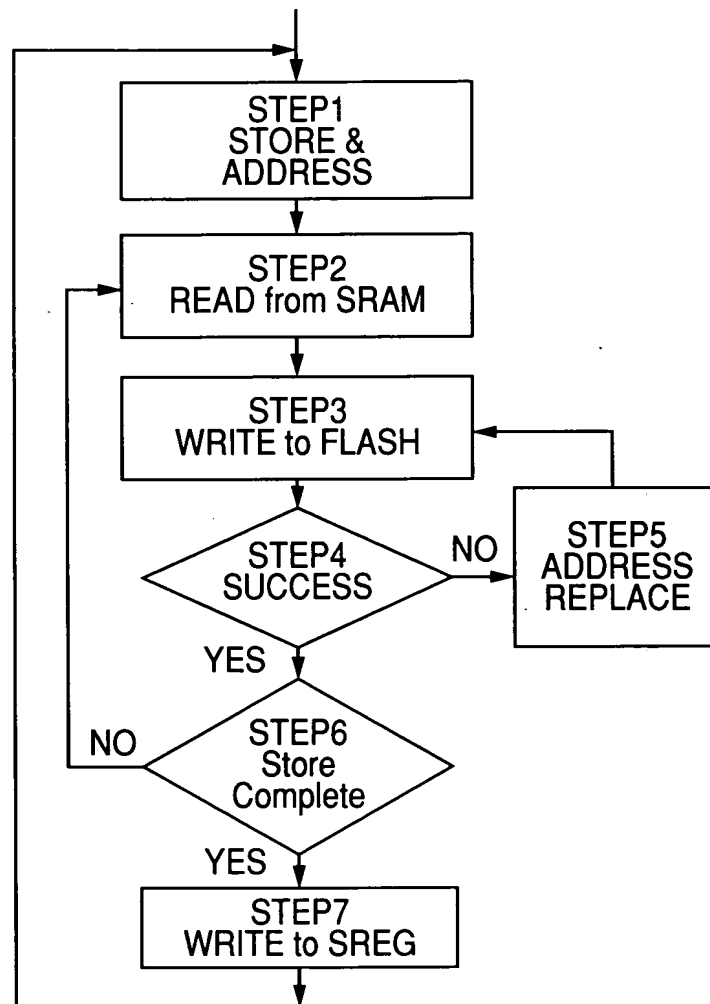 STEP1
STORE &
ADDRESS
STEP2
READ from SRAM
STEP3
WRITE to FLASH
STEP4
SUCCESS
NO
STEP5
ADDRESS
REPLACE
YES
STEP6
Store
Complete
NO
YES
STEP7
WRITE to SREG